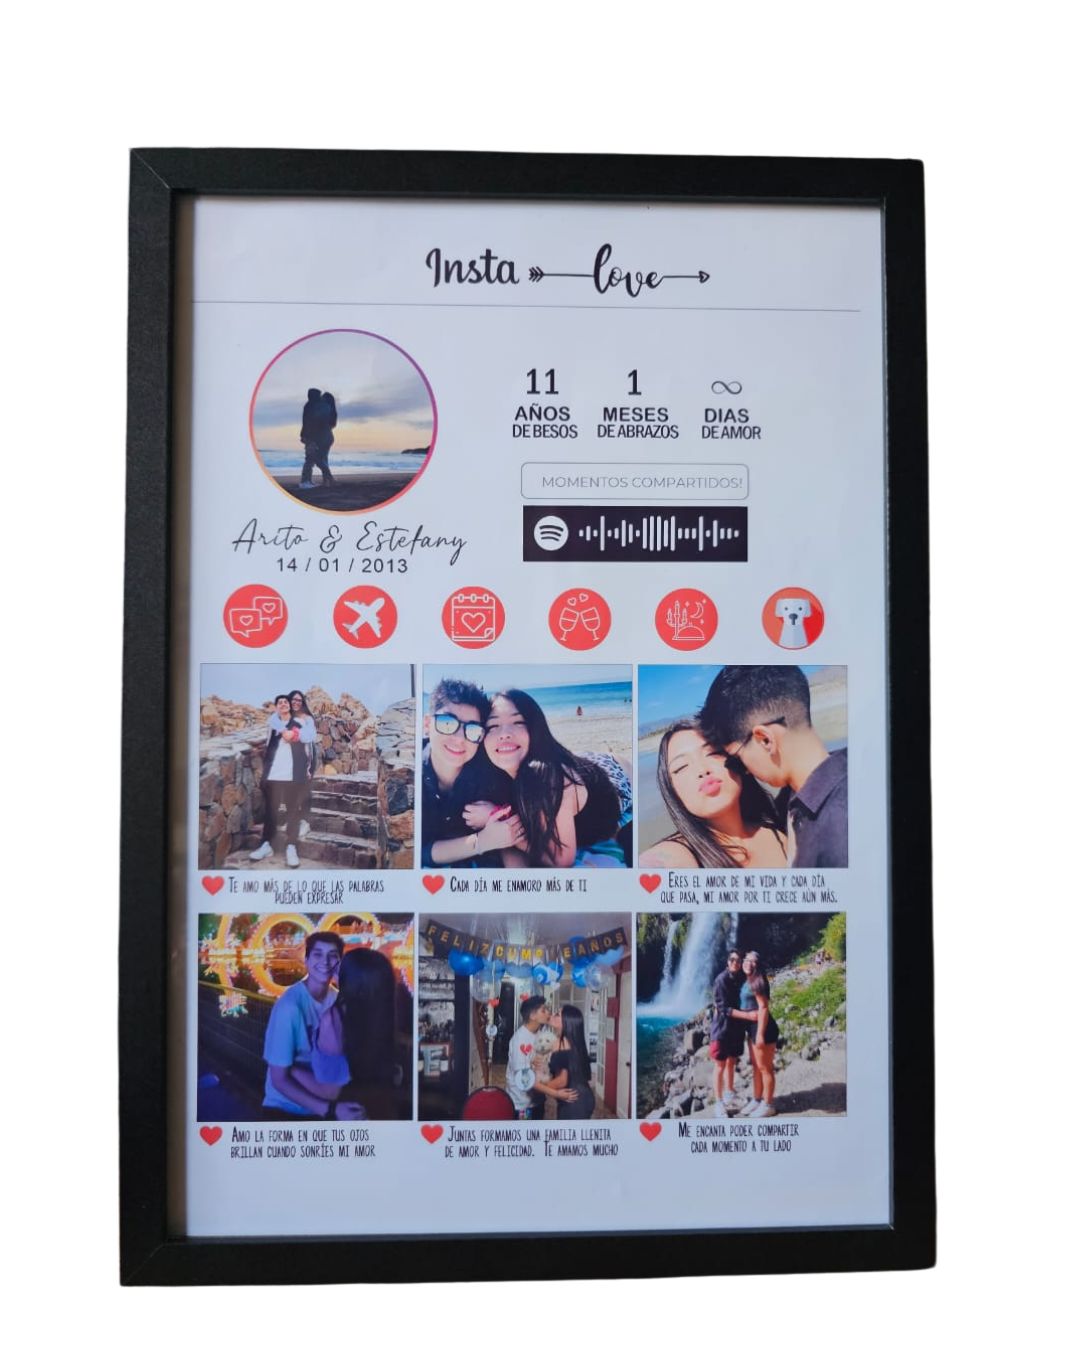 Insta love
11 1 ∞
AÑOS MESES DIAS
DE BESOS DE ABRAZOS DE AMOR
MOMENTOS COMPARTIDOS!
Arito & Estefany
14 / 01 / 2013
TE AMO MÁS DE LO QUE LAS PALABRAS
PUEDEN EXPRESAR
CADA DÍA ME ENAMORO MÁS DE TI
ERES EL AMOR DE MI VIDA Y CADA DÍA
QUE PASA, MI AMOR POR TI CRECE AÚN MÁS.
FELIZ CUMPLEAÑOS
AMO LA FORMA EN QUE TUS OJOS
BRILLAN CUANDO SONRÍES MI AMOR
JUNTAS FORMAMOS UNA FAMILIA LLENITA
DE AMOR Y FELICIDAD. TE AMAMOS MUCHO
ME ENCANTA PODER COMPARTIR
CADA MOMENTO A TU LADO